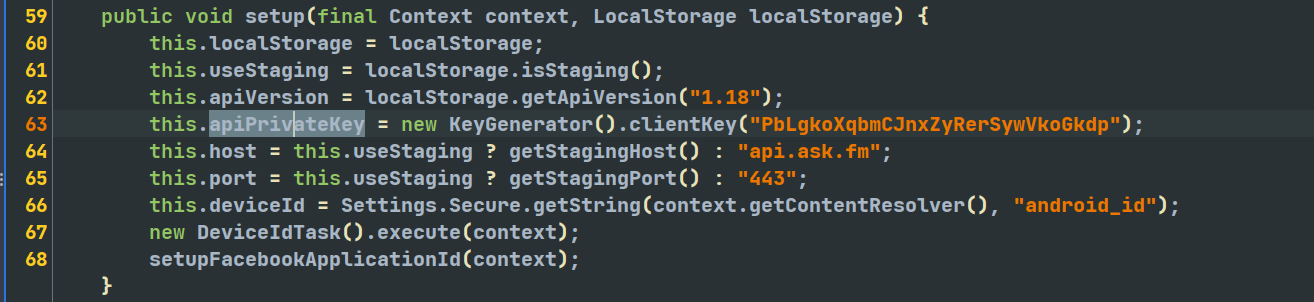 59 public void setup(final Context context, LocalStorage localStorage) {
60 this.localStorage = localStorage;
61 this.useStaging = localStorage.isStaging();
62 this.apiVersion = localStorage.getApiVersion("1.18");
63 this.apiPrivateKey = new KeyGenerator().clientKey("PbLgkoXqbmCJnxZyRerSywVkoGkdp");
64 this.host = this.useStaging ? getStagingHost() : "api.ask.fm";
65 this.port = this.useStaging ? getStagingPort() : "443";
66 this.deviceId = Settings.Secure.getString(context.getContentResolver(), "android_id");
67 new DeviceIdTask().execute(context);
68 setupFacebookApplicationId(context);
}